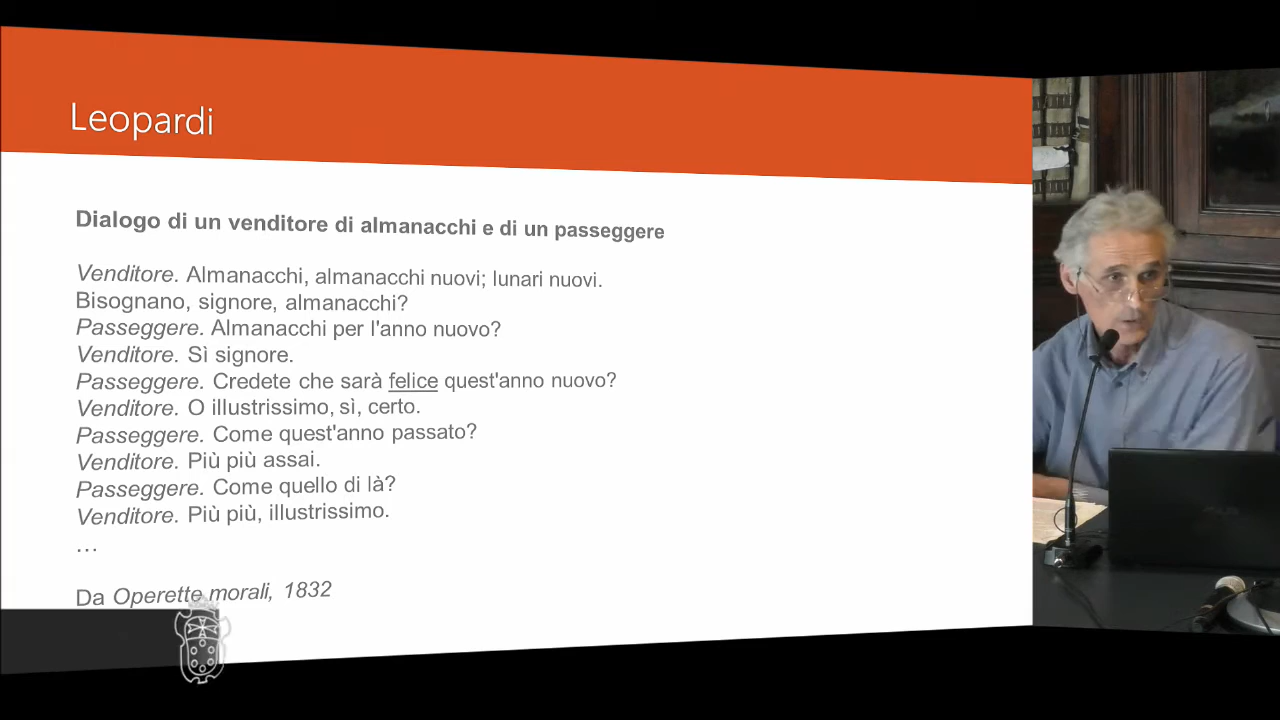 Leopardi
Dialogo di un venditore di almanacchi e di un passeggere
Venditore. Almanacchi, almanacchi nuovi; lunari nuovi.
Bisognano, signore, almanacchi?
Passeggere. Almanacchi per l'anno nuovo?
Venditore. Sì signore.
Passeggere. Credete che sarà felice quest'anno nuovo?
Venditore. O illustrissimo, sì, certo.
Passeggere. Come quest'anno passato?
Venditore. Più più assai.
Passeggere. Come quello di là?
Venditore. Più più, illustrissimo.
…
Da Operette morali, 1832